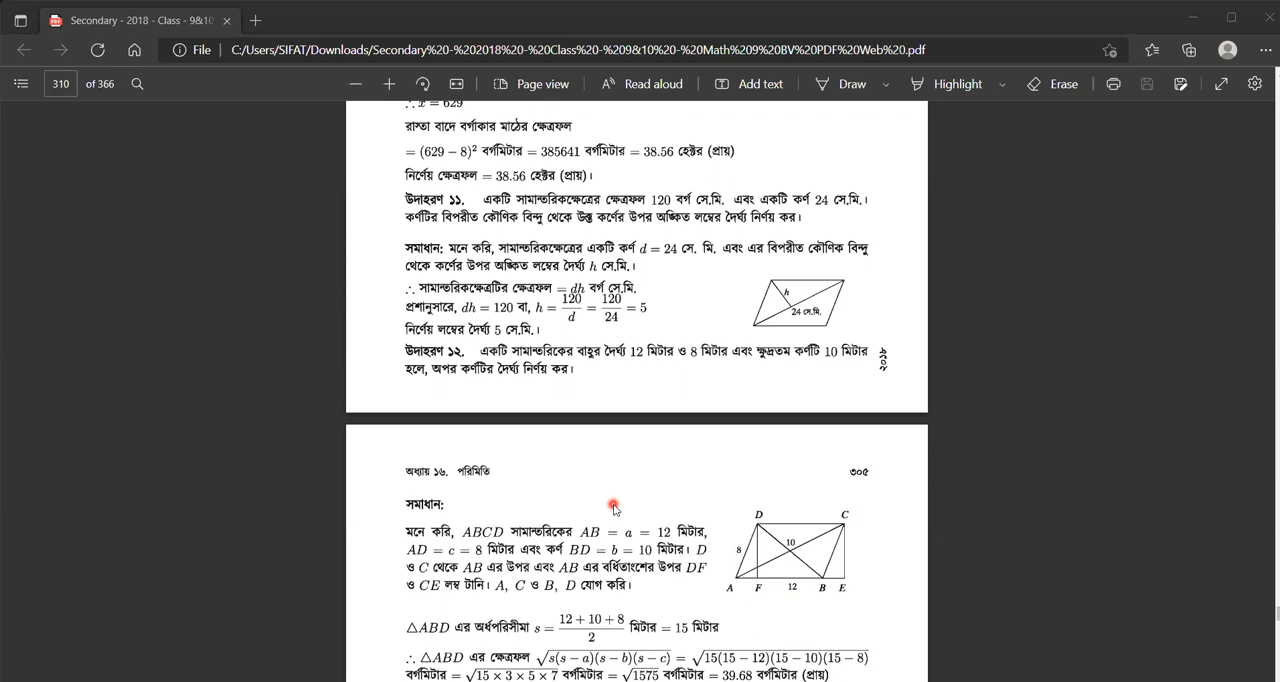 Secondary - 2018 - Class - 9&10
File
C:/Users/SIFAT/Downloads/Secondary%20-%202018%20-%20Class%20-%209&10%20-%20Math%209%20BV%20PDF%20Web%20.pdf
310 of 366
Page view
Read aloud
Add text
Draw
Highlight
Erase
∴ x = 629
রাস্তা বাদে বর্গাকার মাঠের ক্ষেত্রফল
= (629 − 8)² বর্গমিটার = 385641 বর্গমিটার = 38.56 হেক্টর (প্রায়)
নির্ণেয় ক্ষেত্রফল = 38.56 হেক্টর (প্রায়)।
উদাহরণ ১১. একটি সামান্তরিকক্ষেত্রের ক্ষেত্রফল 120 বর্গ সে.মি. এবং একটি কর্ণ 24 সে.মি.।
কর্ণটির বিপরীত কৌণিক বিন্দু থেকে উক্ত কর্ণের উপর অঙ্কিত লম্বের দৈর্ঘ্য নির্ণয় কর।
সমাধান: মনে করি, সামান্তরিকক্ষেত্রের একটি কর্ণ d = 24 সে. মি. এবং এর বিপরীত কৌণিক বিন্দু
থেকে কর্ণের উপর অঙ্কিত লম্বের দৈর্ঘ্য h সে.মি.।
∴ সামান্তরিকক্ষেত্রটির ক্ষেত্রফল = dh বর্গ সে.মি.
প্রশ্নানুসারে, dh = 120 বা, h = 120/d = 120/24 = 5
h
24 সে.মি.
নির্ণেয় লম্বের দৈর্ঘ্য 5 সে.মি.।
উদাহরণ ১২. একটি সামান্তরিকের বাহুর দৈর্ঘ্য 12 মিটার ও 8 মিটার এবং ক্ষুদ্রতম কর্ণটি 10 মিটার
হলে, অপর কর্ণটির দৈর্ঘ্য নির্ণয় কর।
২০১৮
অধ্যায় ১৬. পরিমিতি
৩০৫
সমাধান:
মনে করি, ABCD সামান্তরিকের AB = a = 12 মিটার,
AD = c = 8 মিটার এবং কর্ণ BD = b = 10 মিটার। D
ও C থেকে AB এর উপর এবং AB এর বর্ধিতাংশের উপর DF
ও CE লম্ব টানি। A, C ও B, D যোগ করি।
D C
8 10
A F 12 B E
△ABD এর অর্ধপরিসীমা s = (12 + 10 + 8)/2 মিটার = 15 মিটার
∴ △ABD এর ক্ষেত্রফল √s(s − a)(s − b)(s − c) = √15(15 − 12)(15 − 10)(15 − 8)
বর্গমিটার = √15 × 3 × 5 × 7 বর্গমিটার = √1575 বর্গমিটার = 39.68 বর্গমিটার (প্রায়)